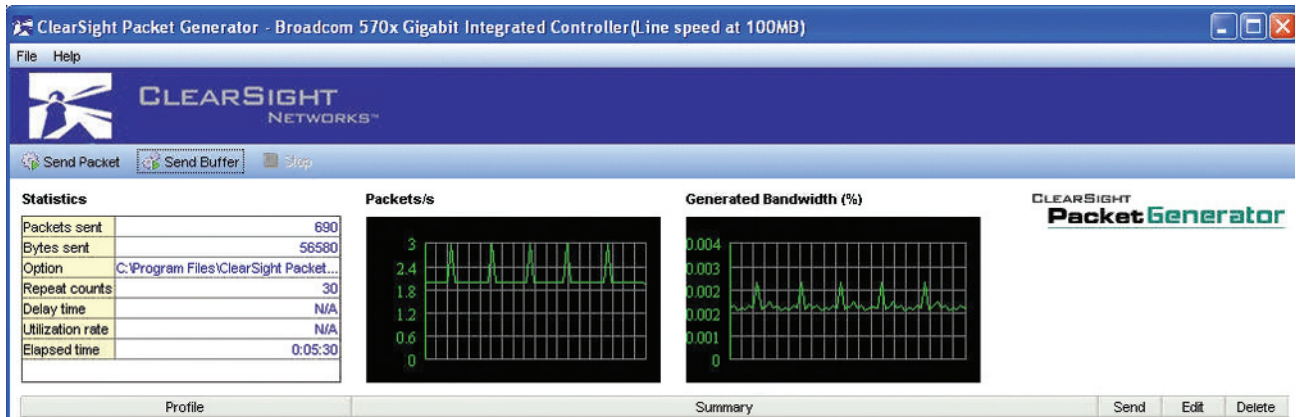 ClearSight Packet Generator - Broadcom 570x Gigabit Integrated Controller(Line speed at 100MB)
File Help
CLEARSIGHT
NETWORKS™
Send Packet Send Buffer Stop
Statistics
Packets sent 690
Bytes sent 56580
Option C:\Program Files\ClearSight Packet...
Repeat counts 30
Delay time N/A
Utilization rate N/A
Elapsed time 0:05:30
Packets/s
3
2.4
1.8
1.2
0.6
0
Generated Bandwidth (%)
0.004
0.003
0.002
0.002
0.001
0
CLEARSIGHT
PacketGenerator
Profile Summary Send Edit Delete